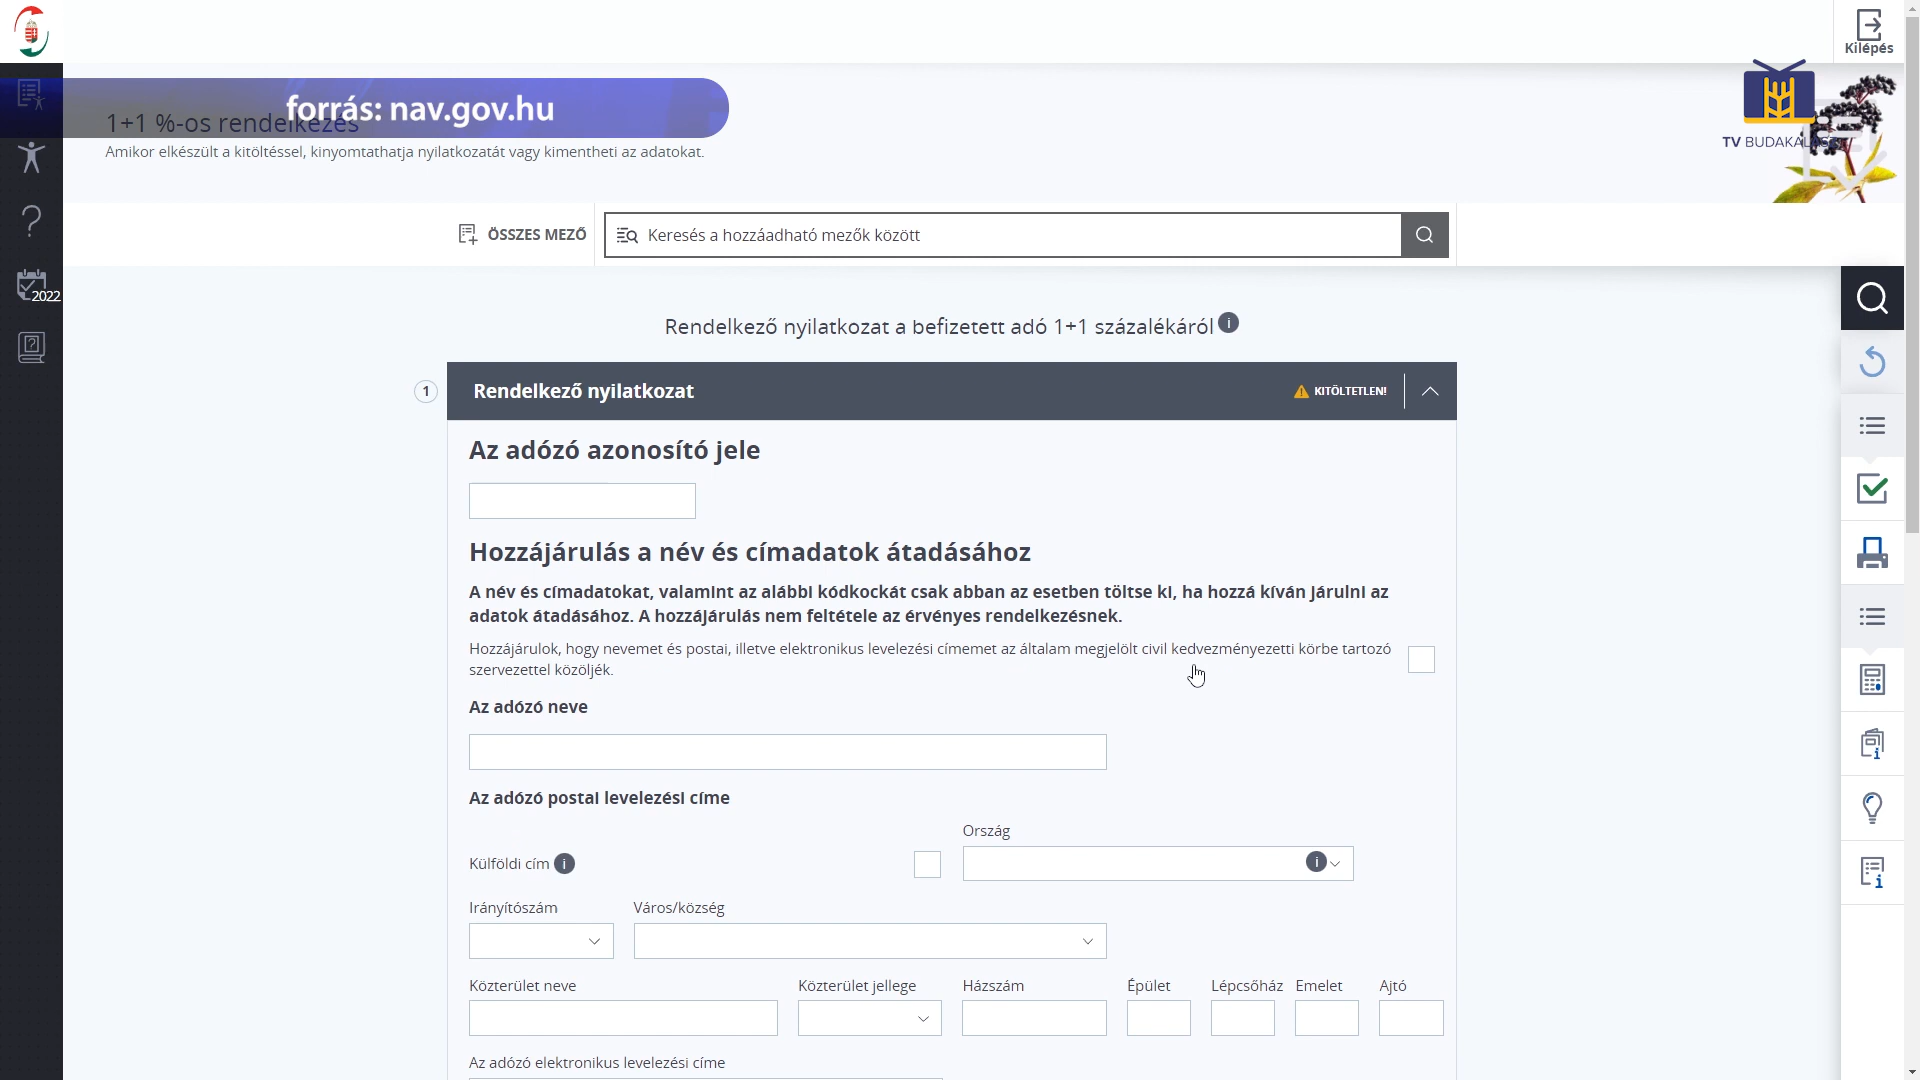 Kilépés
forrás: nav.gov.hu
1+1 %-os rendelkezés
Amikor elkészült a kitöltéssel, kinyomtathatja nyilatkozatát vagy kimentheti az adatokat.
TV BUDAKALÁSZ
ÖSSZES MEZŐ
Keresés a hozzáadható mezők között
2022
Rendelkező nyilatkozat a befizetett adó 1+1 százalékáról
1
Rendelkező nyilatkozat
KITÖLTETLEN!
Az adózó azonosító jele
Hozzájárulás a név és címadatok átadásához
A név és címadatokat, valamint az alábbi kódkockát csak abban az esetben töltse ki, ha hozzá kíván járulni az
adatok átadásához. A hozzájárulás nem feltétele az érvényes rendelkezésnek.
Hozzájárulok, hogy nevemet és postai, illetve elektronikus levelezési címemet az általam megjelölt civil kedvezményezetti körbe tartozó
szervezettel közöljék.
Az adózó neve
Az adózó postai levelezési címe
Ország
Külföldi cím
Irányítószám
Város/község
Közterület neve
Közterület jellege
Házszám
Épület
Lépcsőház
Emelet
Ajtó
Az adózó elektronikus levelezési címe